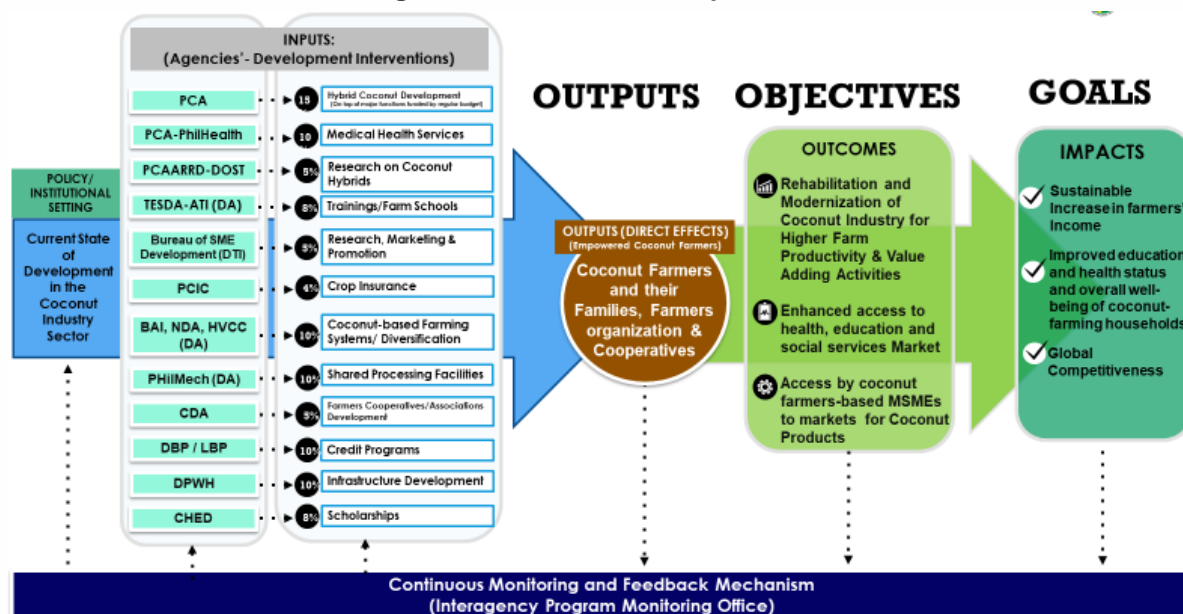 INPUTS:
(Agencies'- Development Interventions)
OUTPUTS
OBJECTIVES
GOALS
POLICY/
INSTITUTIONAL
SETTING
Current State
of
Development
in the
Coconut
Industry
Sector
PCA
15
Hybrid Coconut Development
(On top of major functions funded by regular budget)
PCA-PhilHealth
10
Medical Health Services
PCAARRD-DOST
5%
Research on Coconut
Hybrids
TESDA-ATI (DA)
8%
Trainings/Farm Schools
Bureau of SME
Development (DTI)
5%
Research, Marketing &
Promotion
PCIC
4%
Crop Insurance
BAI, NDA, HVCC
(DA)
10%
Coconut-based Farming
Systems/ Diversification
PHilMech (DA)
10%
Shared Processing Facilities
CDA
5%
Farmers Cooperatives/Associations
Development
DBP / LBP
10%
Credit Programs
DPWH
10%
Infrastructure Development
CHED
8%
Scholarships
OUTPUTS (DIRECT EFFECTS)
(Empowered Coconut Farmers)
Coconut Farmers
and their
Families, Farmers
organization &
Cooperatives
OUTCOMES
Rehabilitation and
Modernization of
Coconut Industry for
Higher Farm
Productivity & Value
Adding Activities
Enhanced access to
health, education and
social services Market
Access by coconut
farmers-based MSMEs
to markets for Coconut
Products
IMPACTS
Sustainable
Increase in farmers'
Income
Improved education
and health status
and overall well-
being of coconut-
farming households
Global
Competitiveness
Continuous Monitoring and Feedback Mechanism
(Interagency Program Monitoring Office)